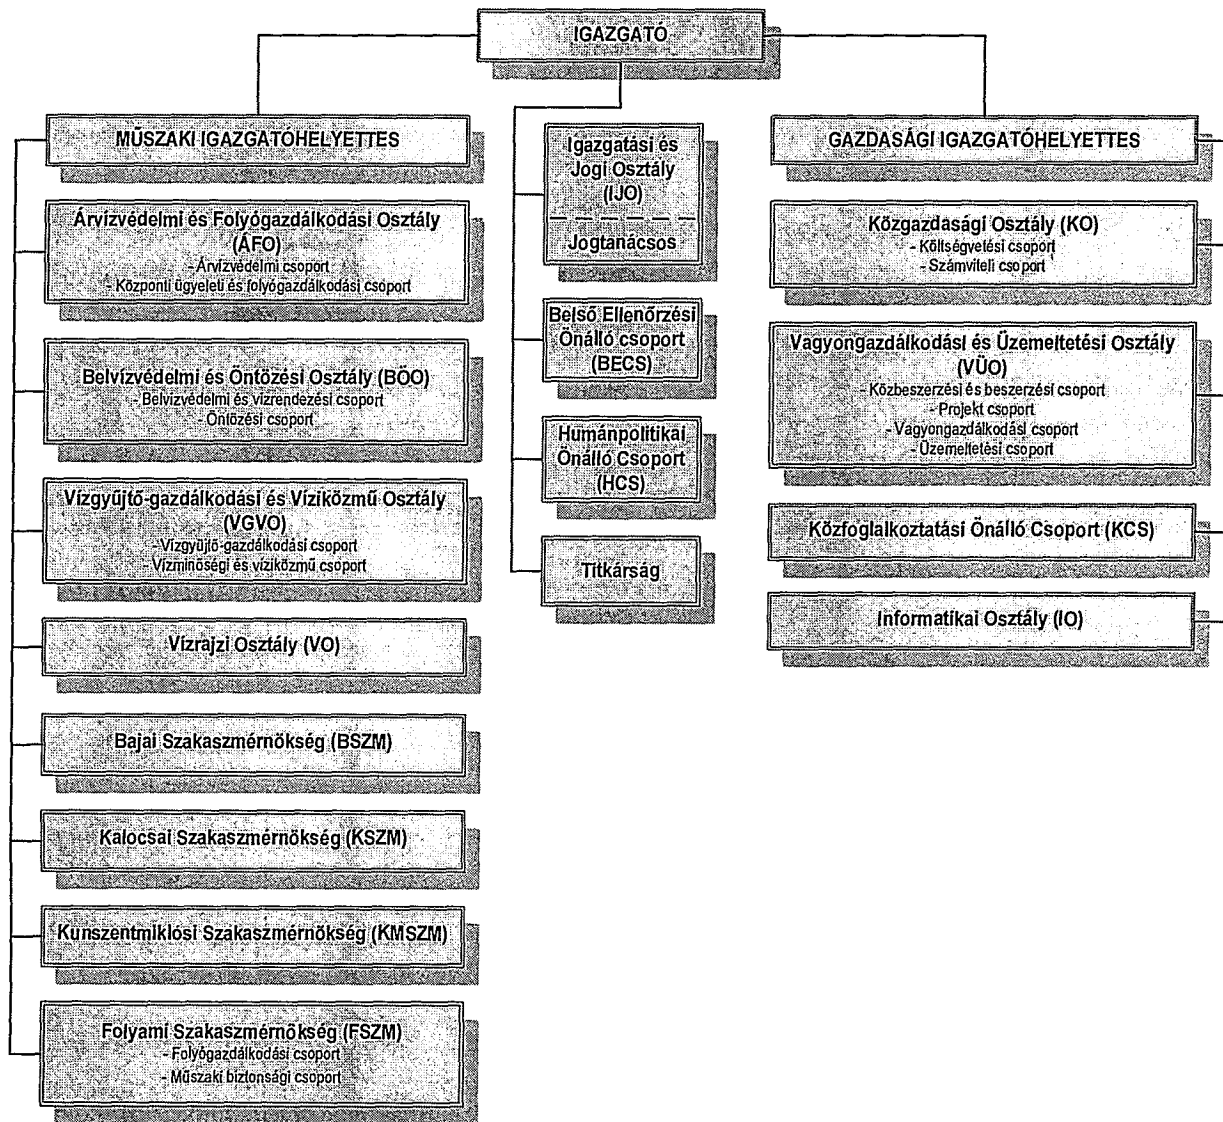 IGAZGATÓ
MŰSZAKI IGAZGATÓHELYETTES
Árvízvédelmi és Folyógazdálkodási Osztály
(ÁFO)
- Árvízvédelmi csoport
- Központi ügyeleti és folyógazdálkodási csoport
Belvízvédelmi és Öntözési Osztály (BÖO)
- Belvízvédelmi és vízrendezési csoport
- Öntözési csoport
Vízgyűjtő-gazdálkodási és Víziközmű Osztály
(VGVO)
- Vízgyűjtő-gazdálkodási csoport
- Vízminőségi és víziközmű csoport
Vízrajzi Osztály (VO)
Bajai Szakaszmérnökség (BSZM)
Kalocsai Szakaszmérnökség (KSZM)
Kunszentmiklósi Szakaszmérnökség (KMSZM)
Folyami Szakaszmérnökség (FSZM)
- Folyógazdálkodási csoport
- Műszaki biztonsági csoport
Igazgatási és
Jogi Osztály
(IJO)
Jogtanácsos
Belső Ellenőrzési
Önálló csoport
(BECS)
Humánpolitikai
Önálló Csoport
(HCS)
Titkárság
GAZDASÁGI IGAZGATÓHELYETTES
Közgazdasági Osztály (KO)
- Költségvetési csoport
- Számviteli csoport
Vagyongazdálkodási és Üzemeltetési Osztály
(VÜO)
- Közbeszerzési és beszerzési csoport
- Projekt csoport
- Vagyongazdálkodási csoport
- Üzemeltetési csoport
Közfoglalkoztatási Önálló Csoport (KCS)
Informatikai Osztály (IO)